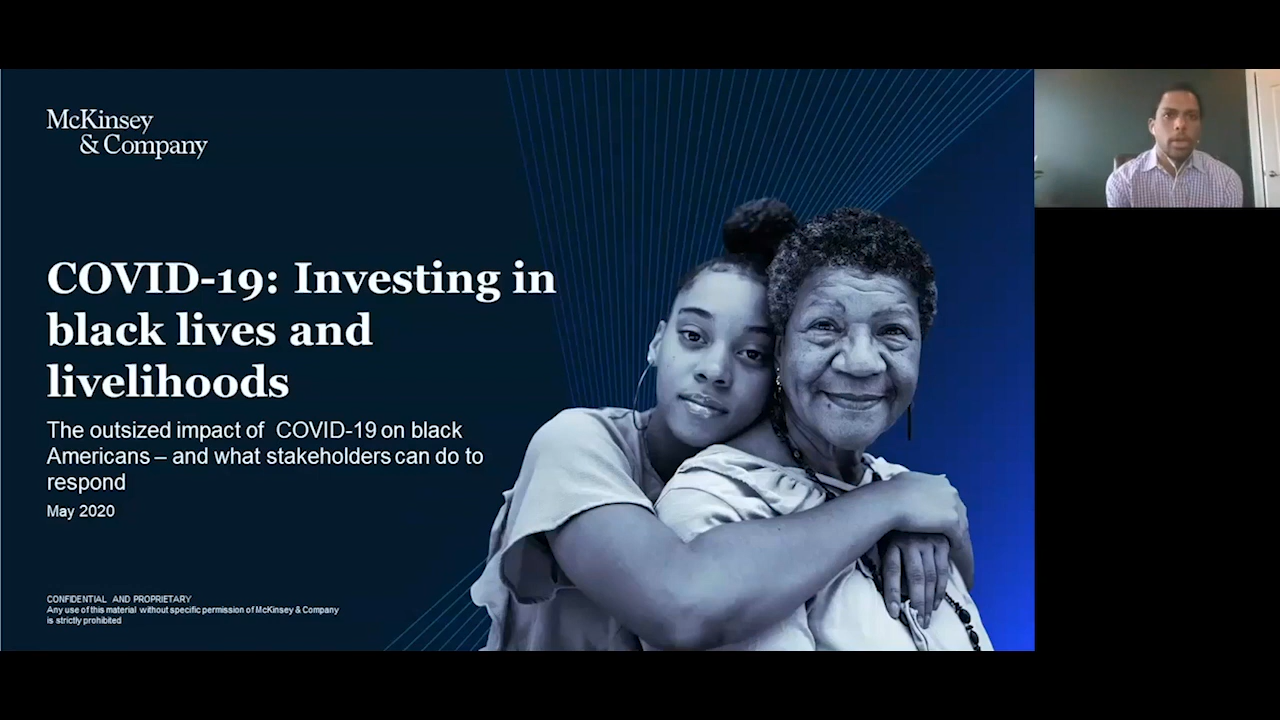 McKinsey
& Company
COVID-19: Investing in
black lives and
livelihoods
The outsized impact of COVID-19 on black
Americans – and what stakeholders can do to
respond
May 2020
CONFIDENTIAL AND PROPRIETARY
Any use of this material without specific permission of McKinsey & Company
is strictly prohibited